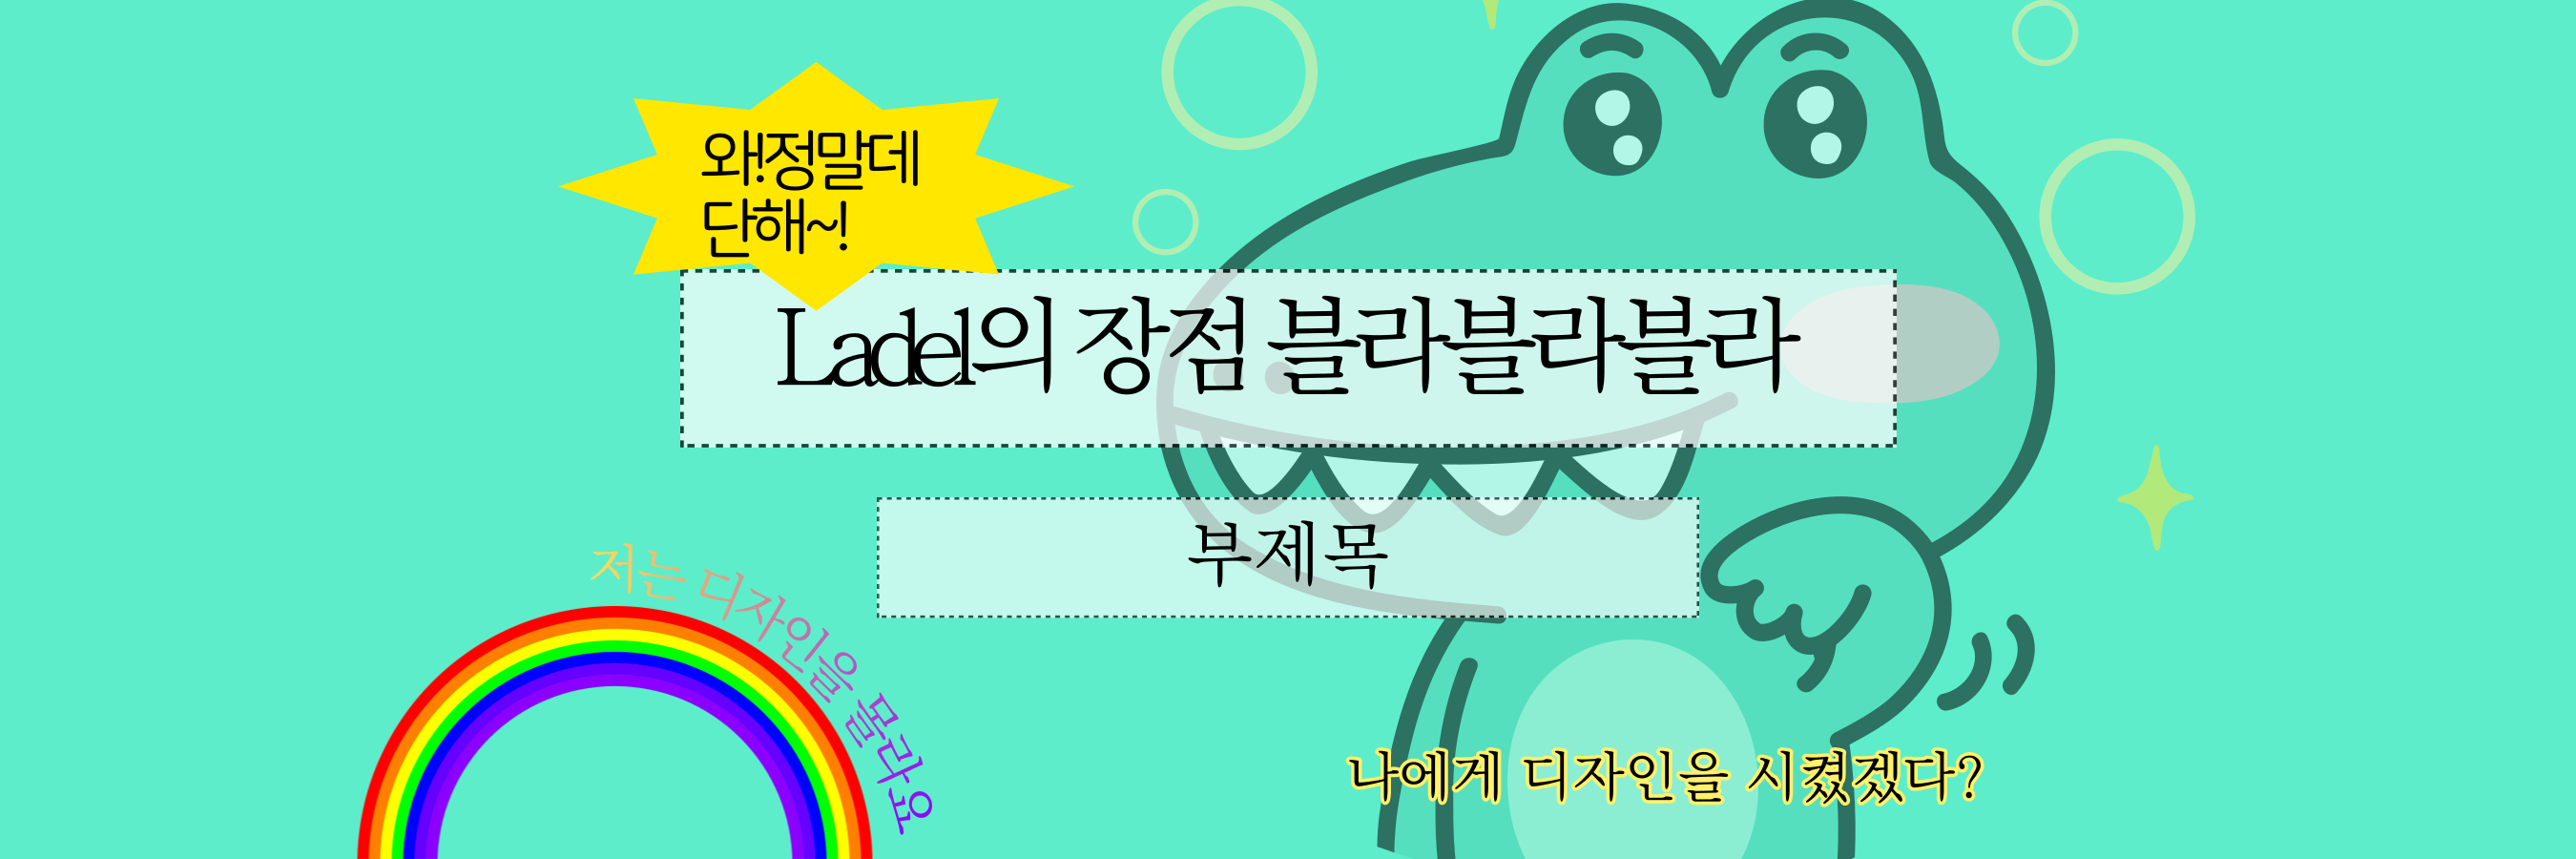 왜!정말데
단해~!
Ladel의 장점 블라블라블라
부제목
저는 디자인을 몰라요
나에게 디자인을 시켰겠다?